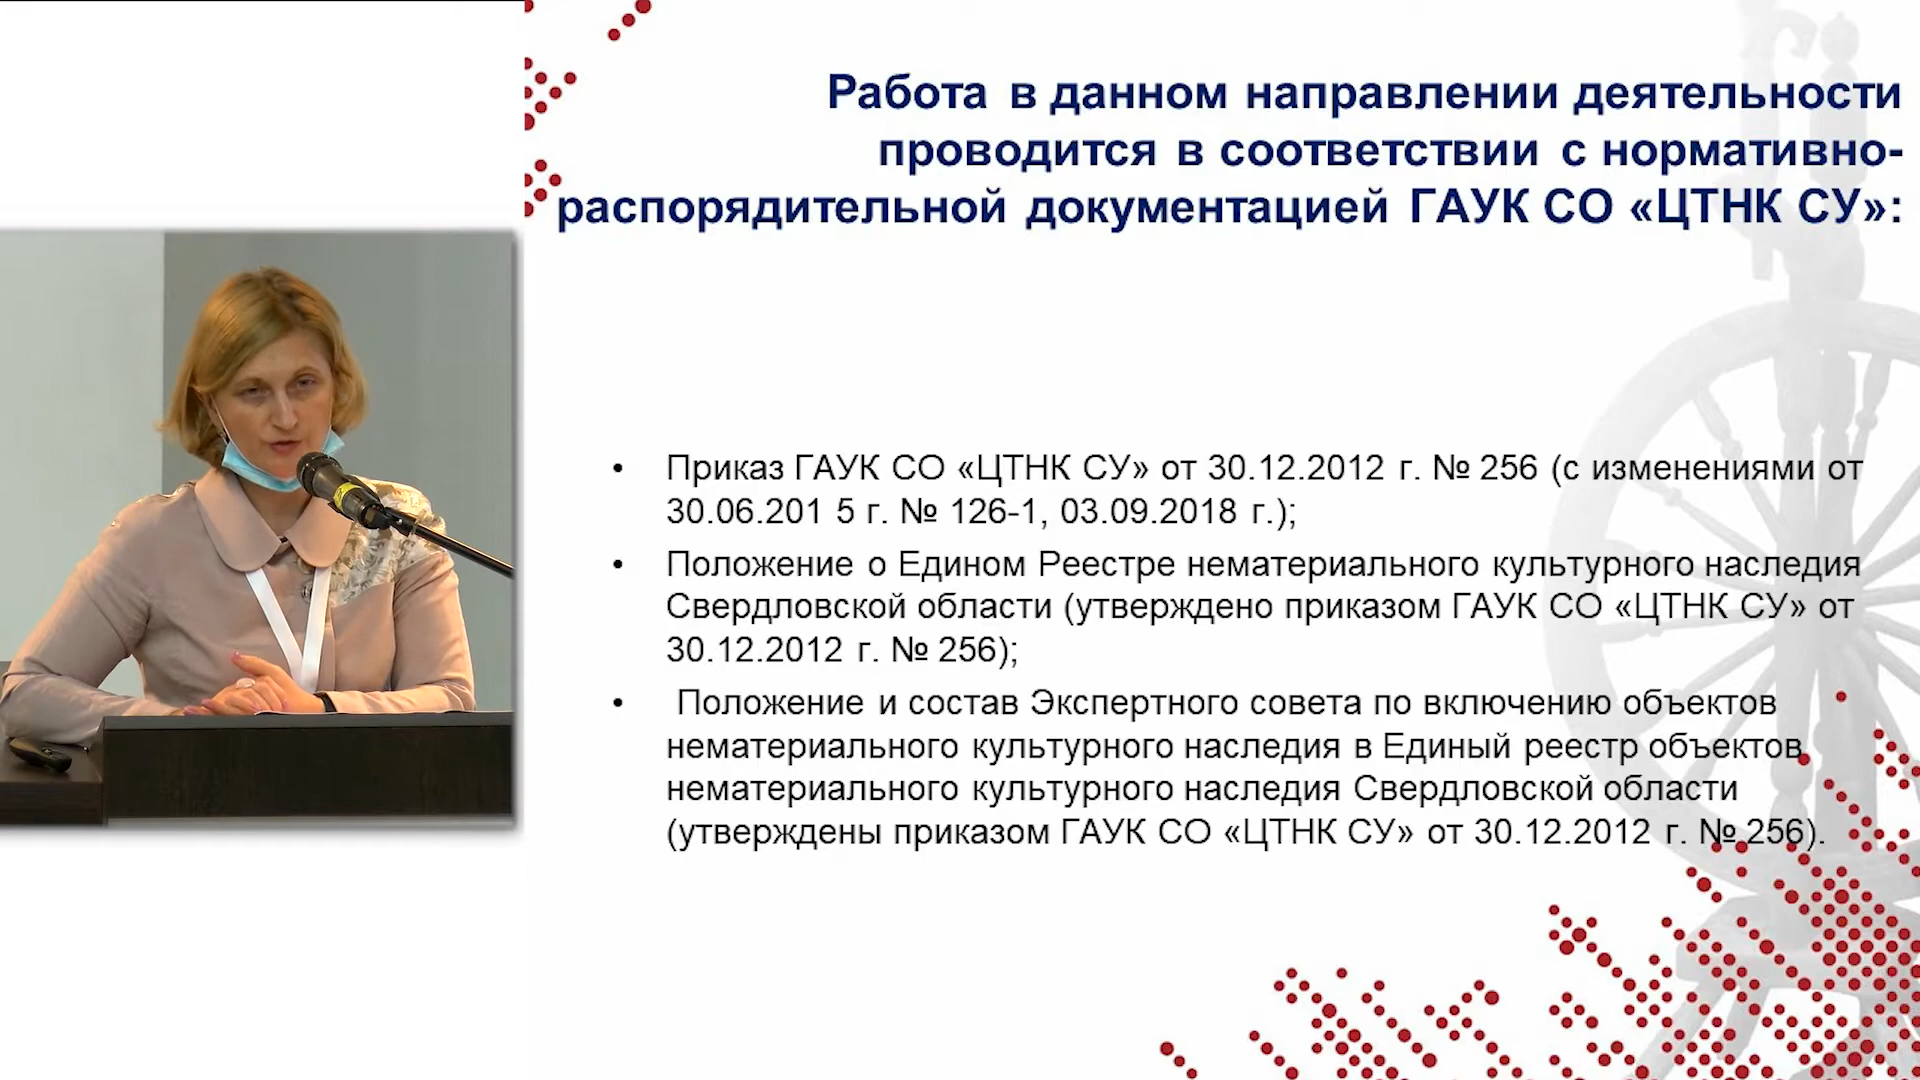 Работа в данном направлении деятельности
проводится в соответствии с нормативно-
распорядительной документацией ГАУК СО «ЦТНК СУ»:
• Приказ ГАУК СО «ЦТНК СУ» от 30.12.2012 г. № 256 (с изменениями от
30.06.201 5 г. № 126-1, 03.09.2018 г.);
• Положение о Едином Реестре нематериального культурного наследия
Свердловской области (утверждено приказом ГАУК СО «ЦТНК СУ» от
30.12.2012 г. № 256);
• Положение и состав Экспертного совета по включению объектов
нематериального культурного наследия в Единый реестр объектов
нематериального культурного наследия Свердловской области
(утверждены приказом ГАУК СО «ЦТНК СУ» от 30.12.2012 г. № 256).